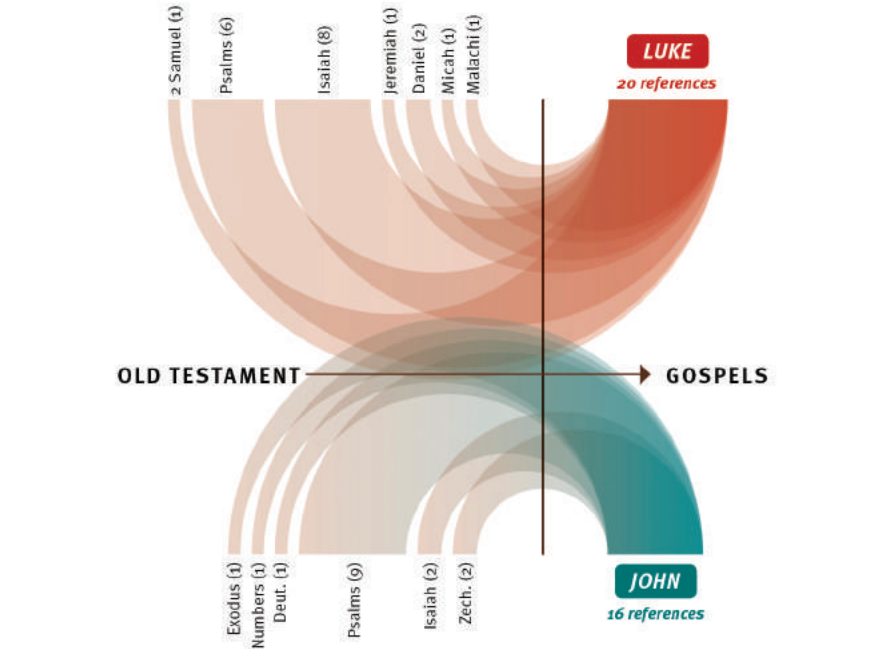 2 Samuel (1)
Psalms (6)
Isaiah (8)
Jeremiah (1)
Daniel (2)
Micah (1)
Malachi (1)
LUKE
20 references
OLD TESTAMENT
GOSPELS
Exodus (1)
Numbers (1)
Deut. (1)
Psalms (9)
Isaiah (2)
Zech. (2)
JOHN
16 references